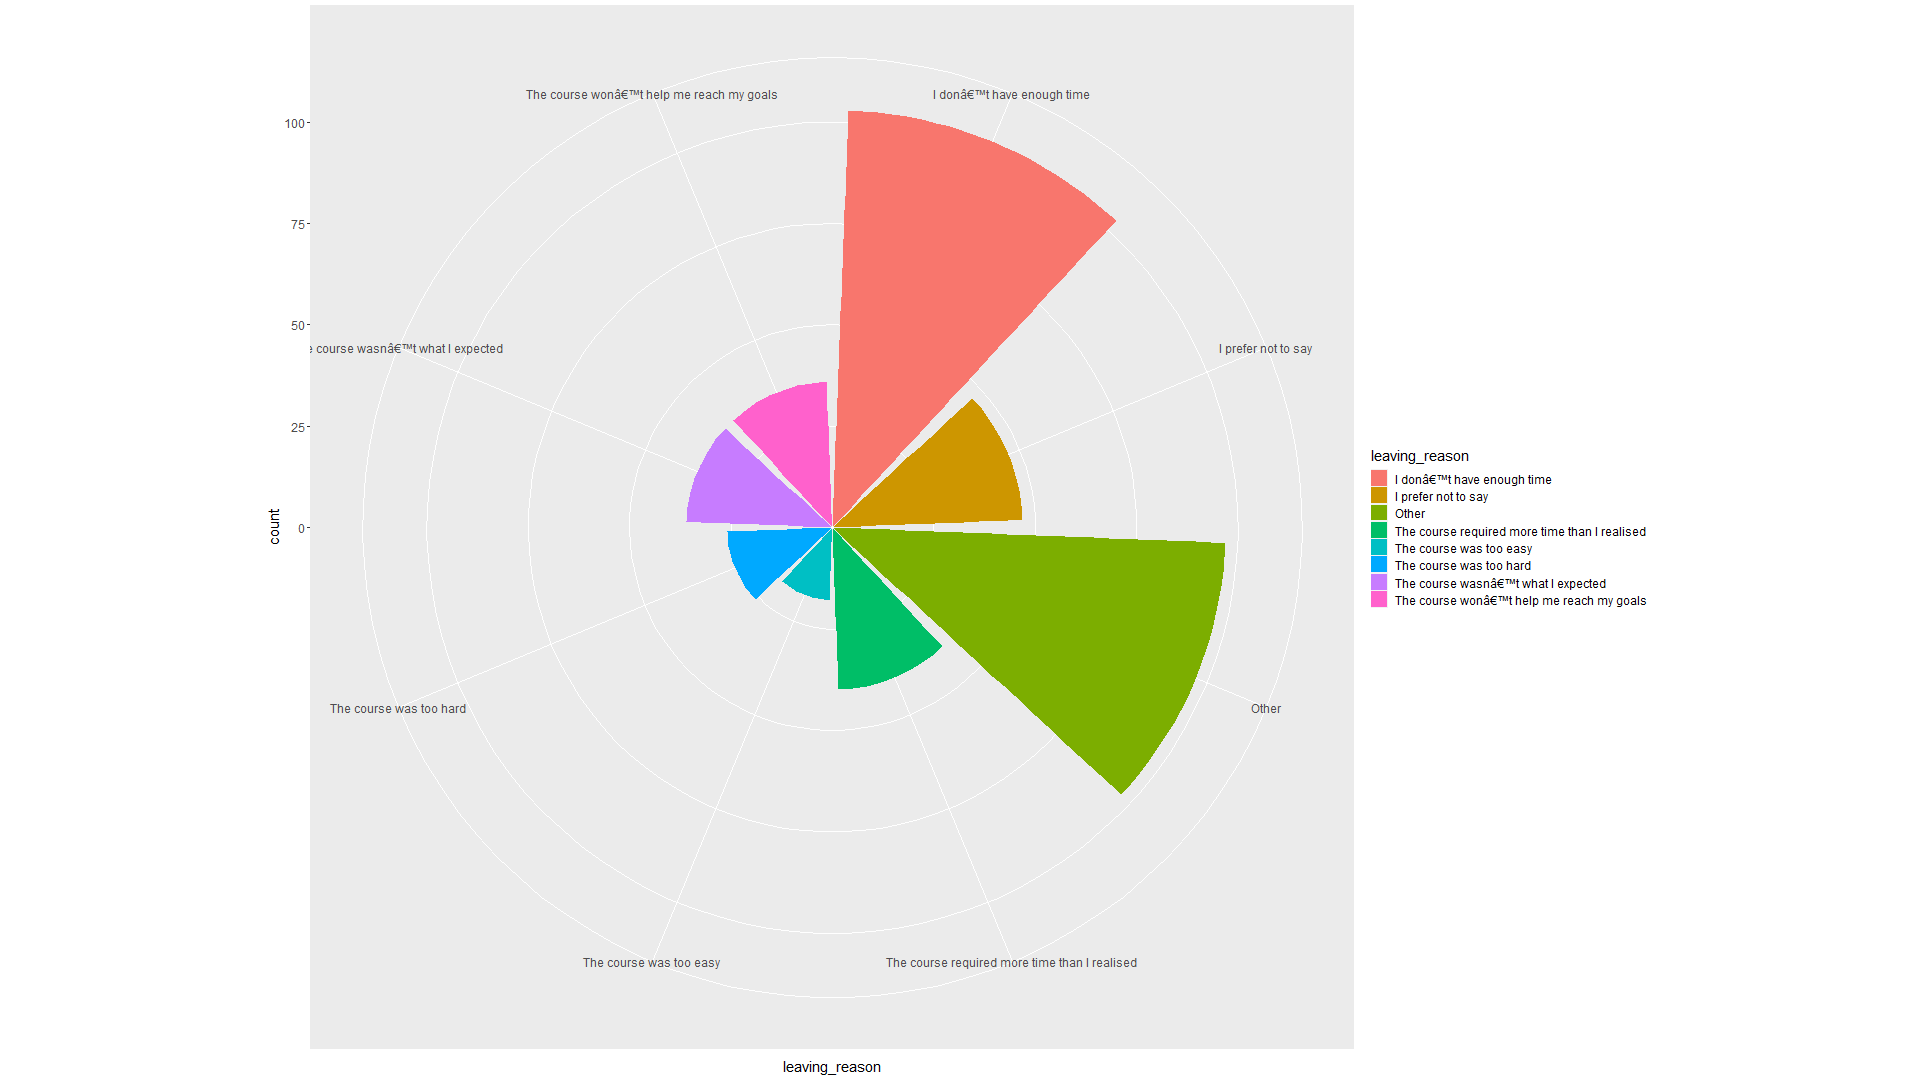 The course wonâ€™t help me reach my goals
I donâ€™t have enough time
100
75
50
course wasnâ€™t what I expected
I prefer not to say
25
count
0
The course was too hard
Other
The course was too easy
The course required more time than I realised
leaving_reason
leaving_reason
I donâ€™t have enough time
I prefer not to say
Other
The course required more time than I realised
The course was too easy
The course was too hard
The course wasnâ€™t what I expected
The course wonâ€™t help me reach my goals